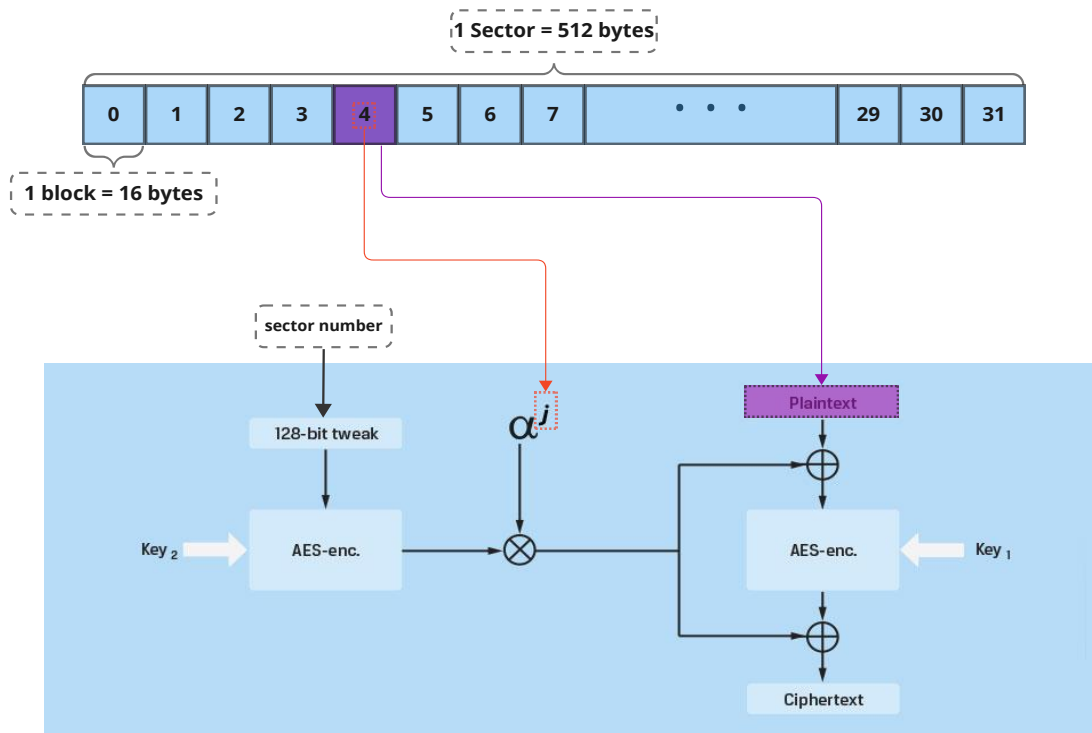 1 Sector = 512 bytes
0 1 2 3 4 5 6 7 • • • 29 30 31
1 block = 16 bytes
sector number
αj
Plaintext
128-bit tweak
Key 2
AES-enc.
AES-enc.
Key 1
Ciphertext